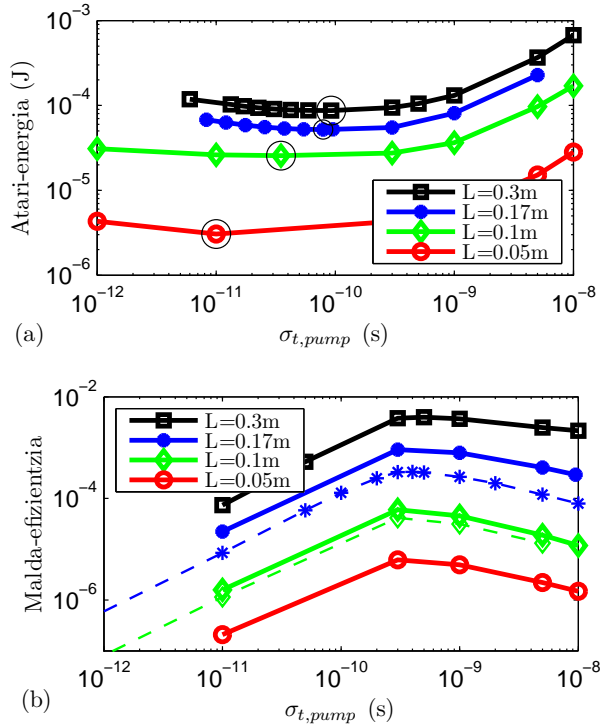 10^-3
10^-4
10^-5
10^-6
Atari-energia (J)
L=0.3m
L=0.17m
L=0.1m
L=0.05m
10^-12 10^-11 10^-10 10^-9 10^-8
(a) σ_t,pump (s)
10^-2
10^-4
10^-6
Malda-efizientzia
L=0.3m
L=0.17m
L=0.1m
L=0.05m
10^-12 10^-11 10^-10 10^-9 10^-8
(b) σ_t,pump (s)